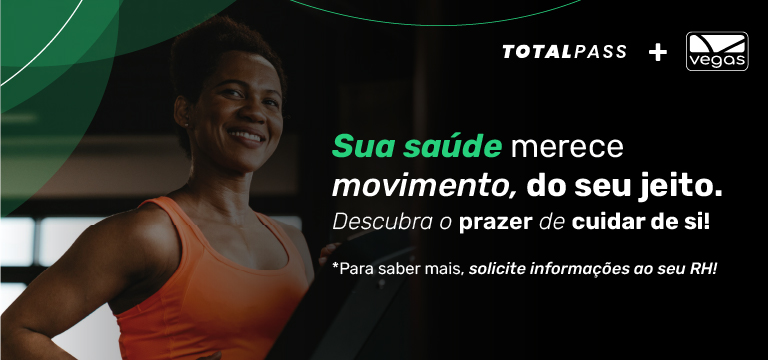 TOTALPASS + vegas
Sua saúde merece
movimento, do seu jeito.
Descubra o prazer de cuidar de si!
*Para saber mais, solicite informações ao seu RH!